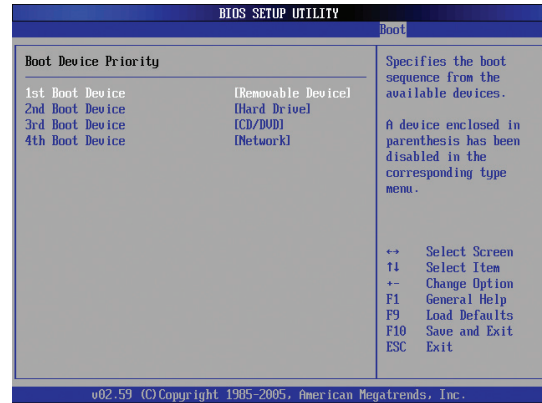 BIOS SETUP UTILITY
Boot
Boot Device Priority
1st Boot Device [Removable Device]
2nd Boot Device [Hard Drive]
3rd Boot Device [CD/DVD]
4th Boot Device [Network]
Specifies the boot
sequence from the
available devices.
A device enclosed in
parenthesis has been
disabled in the
corresponding type
menu.
↔ Select Screen
↑↓ Select Item
+- Change Option
F1 General Help
F9 Load Defaults
F10 Save and Exit
ESC Exit
v02.59 (C)Copyright 1985-2005, American Megatrends, Inc.